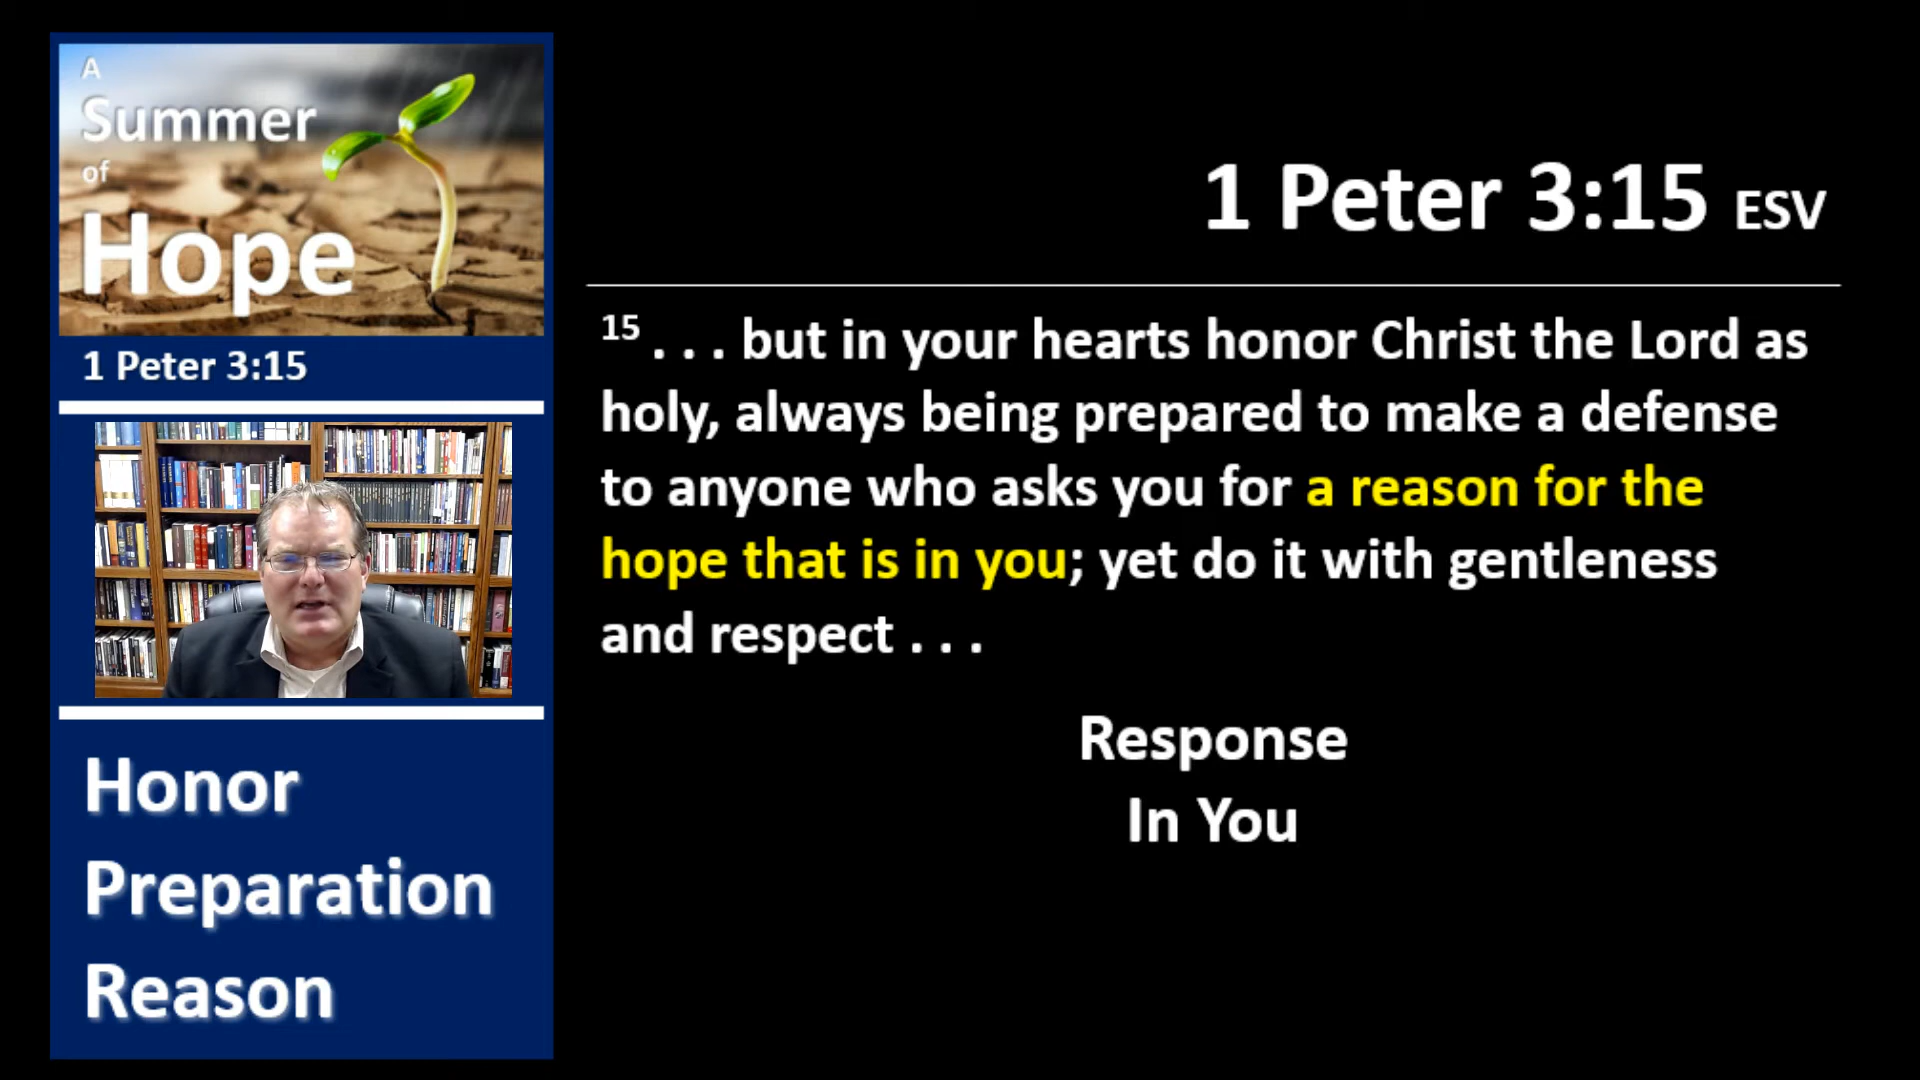 A
Summer
of
Hope
1 Peter 3:15
Honor
Preparation
Reason
1 Peter 3:15 ESV
15 . . . but in your hearts honor Christ the Lord as
holy, always being prepared to make a defense
to anyone who asks you for a reason for the
hope that is in you; yet do it with gentleness
and respect . . .
Response
In You